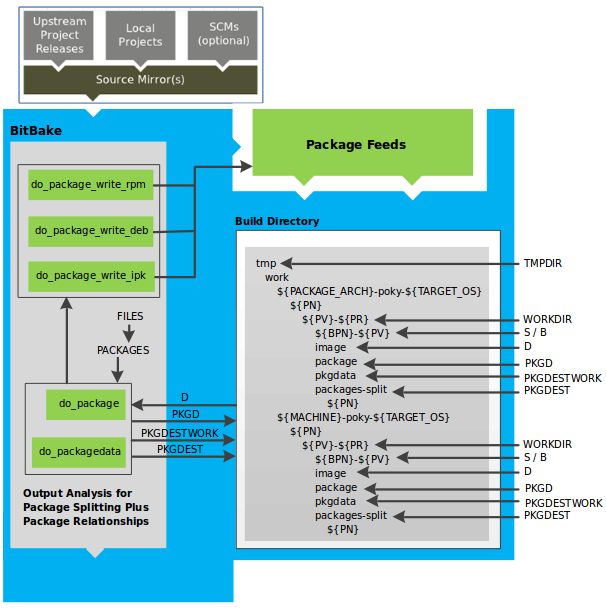 Upstream
Project
Releases
Local
Projects
SCMs
(optional)
Source Mirror(s)
BitBake
Package Feeds
do_package_write_rpm
do_package_write_deb
do_package_write_ipk
FILES
PACKAGES
do_package
do_packagedata
Output Analysis for
Package Splitting Plus
Package Relationships
D
PKGD
PKGDESTWORK
PKGDEST
Build Directory
tmp
work
${PACKAGE_ARCH}-poky-${TARGET_OS}
${PN}
${PV}-${PR}
${BPN}-${PV}
image
package
pkgdata
packages-split
${PN}
${MACHINE}-poky-${TARGET_OS}
${PN}
${PV}-${PR}
${BPN}-${PV}
image
package
pkgdata
packages-split
${PN}
TMPDIR
WORKDIR
S / B
D
PKGD
PKGDESTWORK
PKGDEST
WORKDIR
S / B
D
PKGD
PKGDESTWORK
PKGDEST